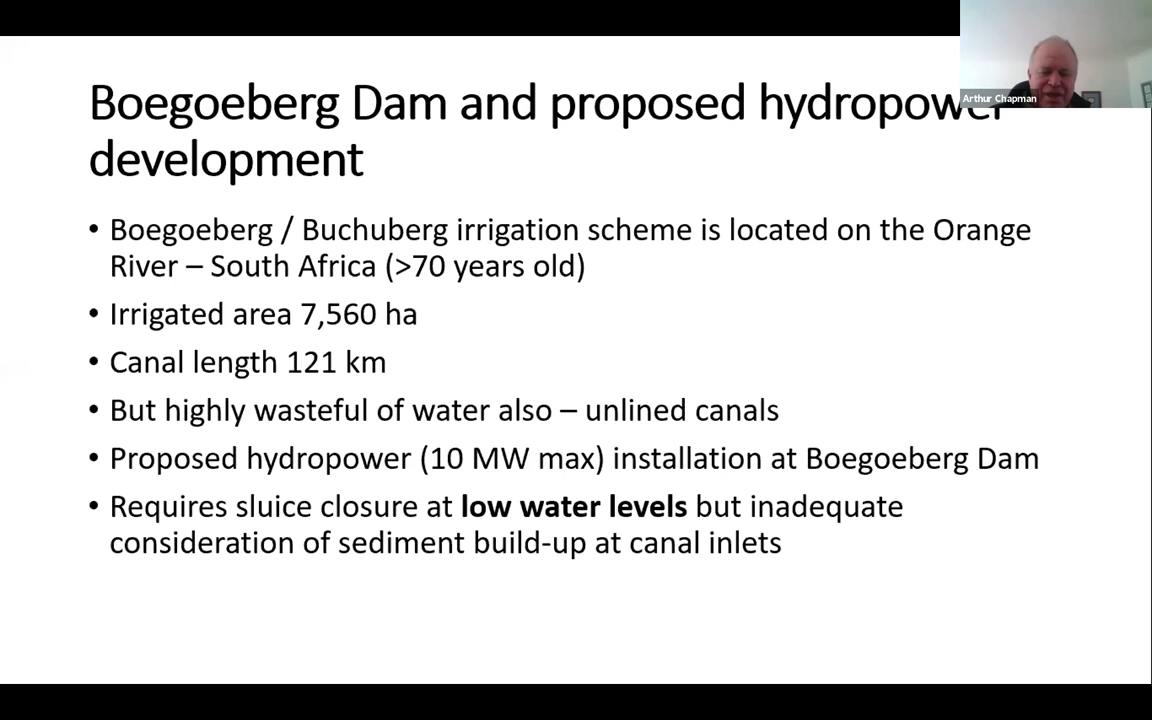 Arthur Chapman
Boegoeberg Dam and proposed hydropower
development
• Boegoeberg / Buchuberg irrigation scheme is located on the Orange
River – South Africa (>70 years old)
• Irrigated area 7,560 ha
• Canal length 121 km
• But highly wasteful of water also – unlined canals
• Proposed hydropower (10 MW max) installation at Boegoeberg Dam
• Requires sluice closure at low water levels but inadequate
consideration of sediment build-up at canal inlets